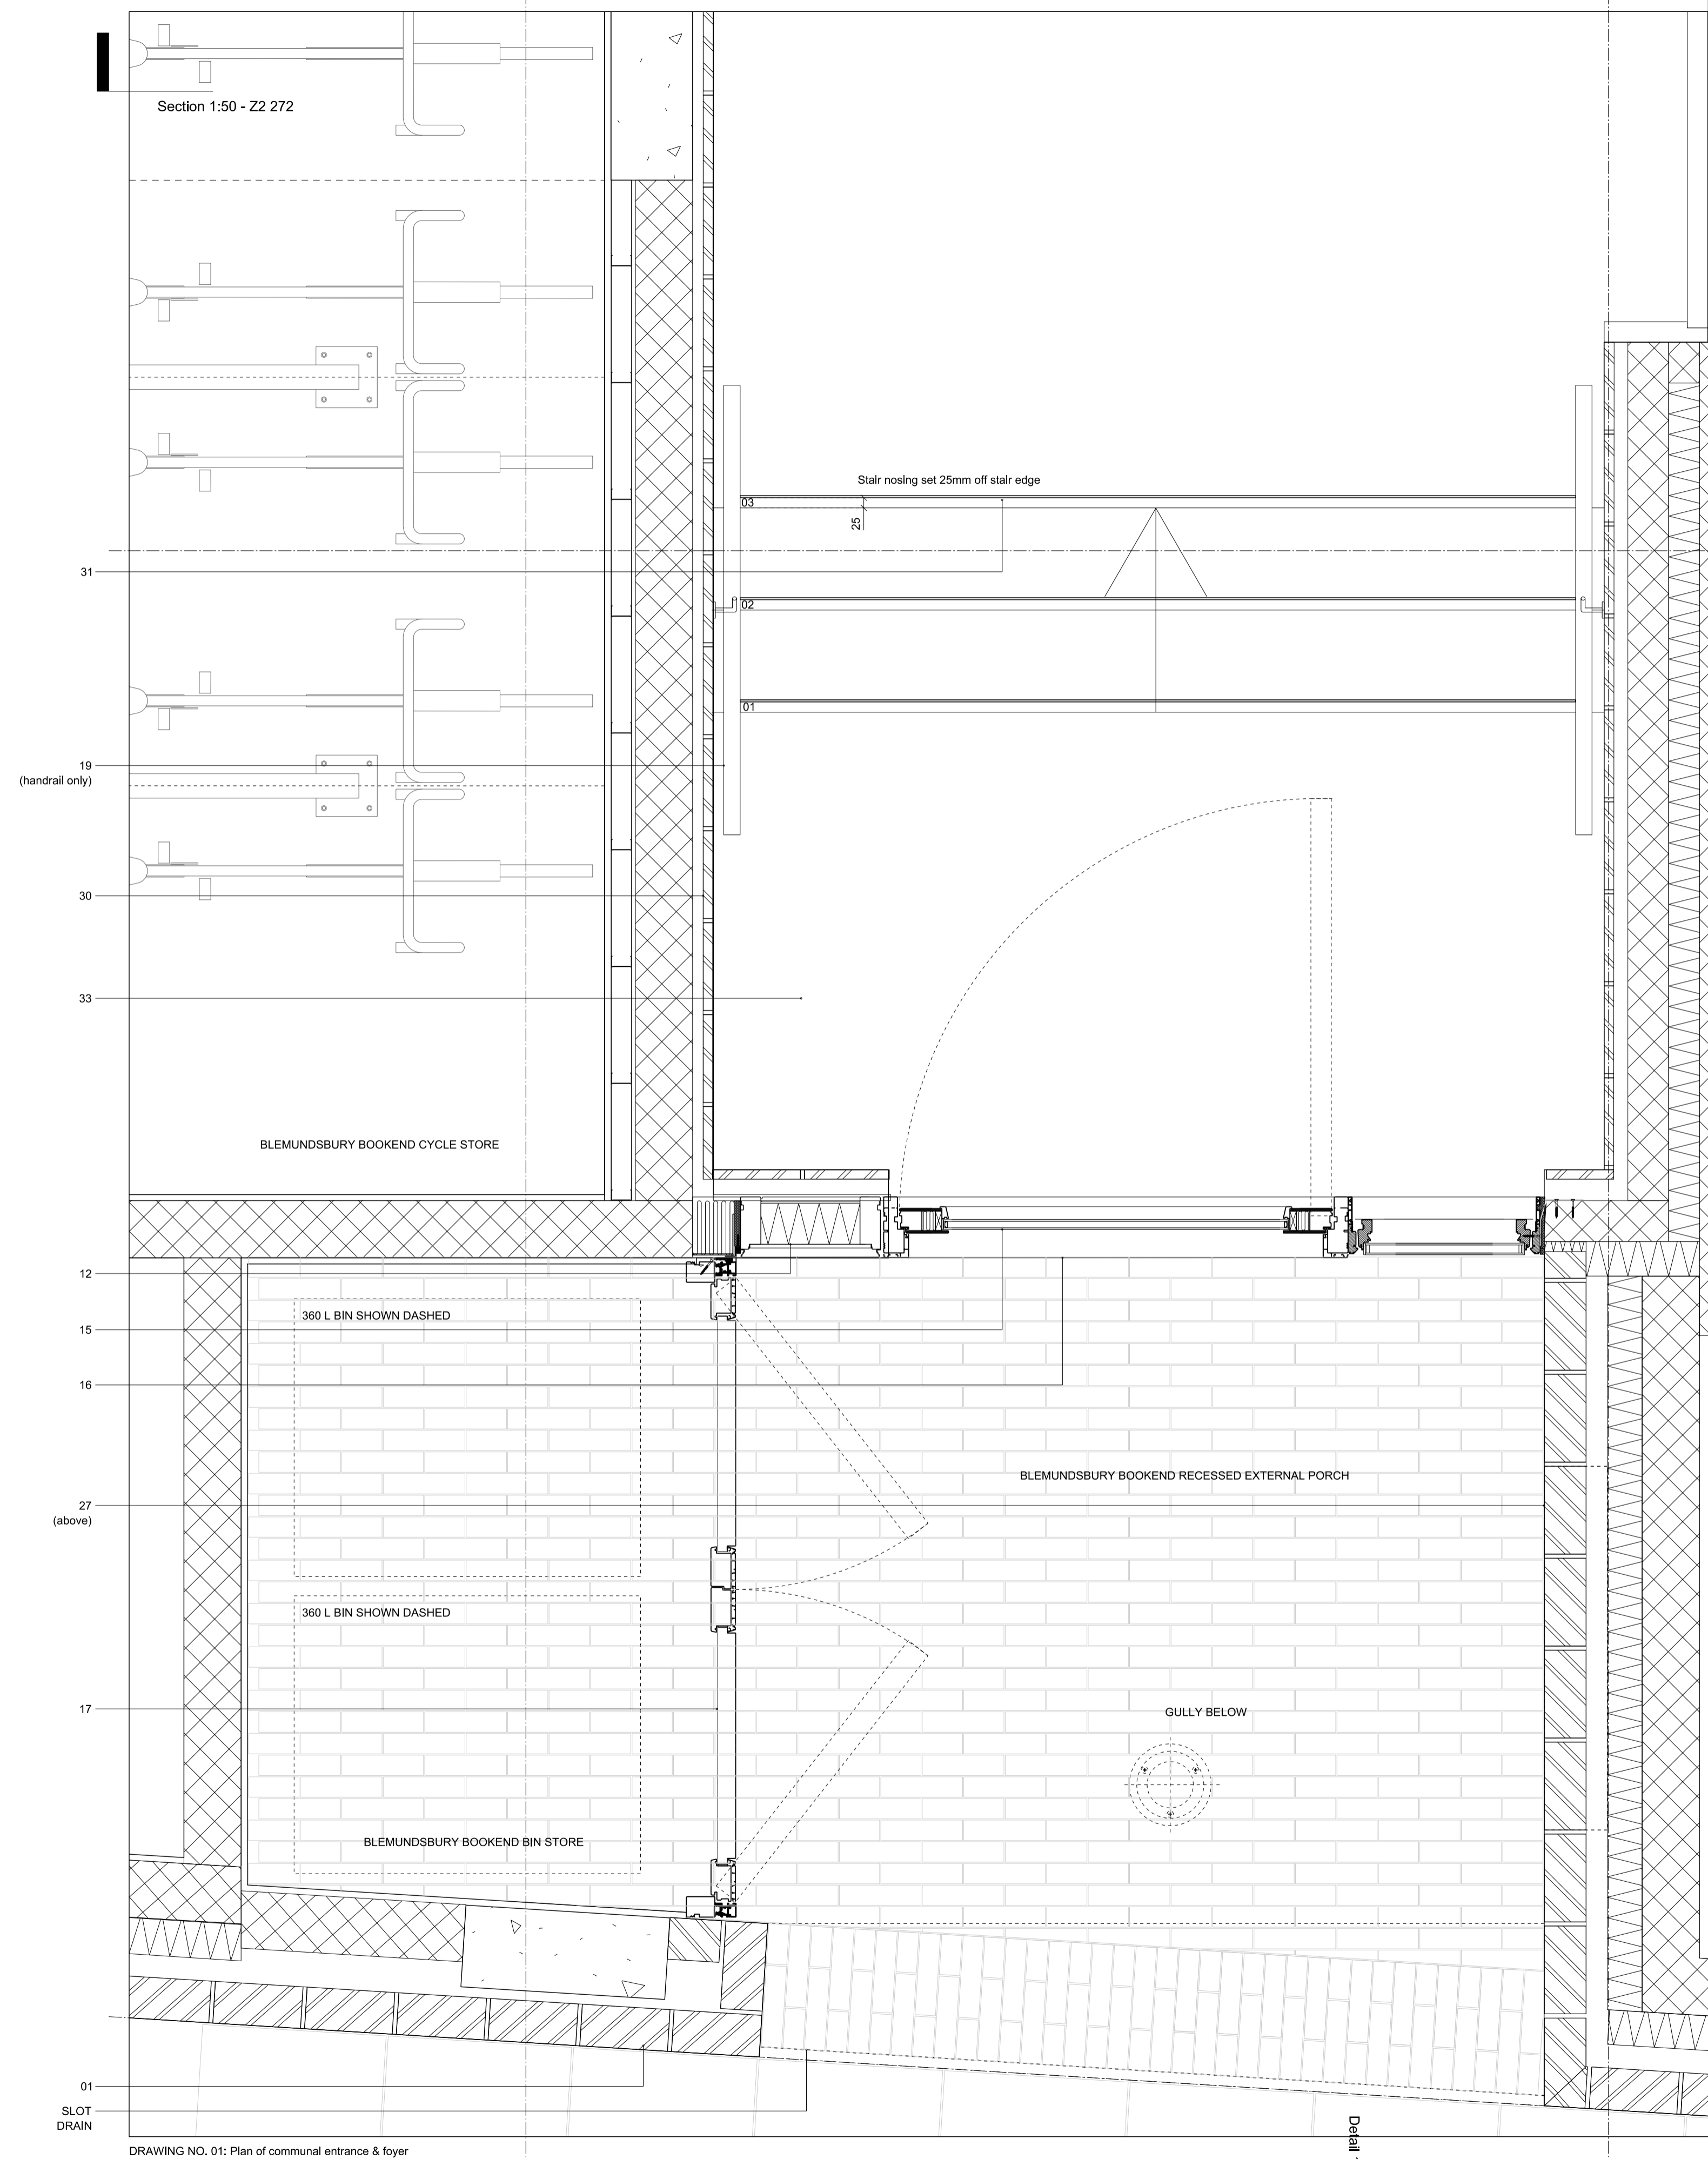 Section 1:50 - Z2 272
Stair nosing set 25mm off stair edge
03
25
31
02
01
19
(handrail only)
30
33
BLEMUNDSBURY BOOKEND CYCLE STORE
12
360 L BIN SHOWN DASHED
15
16
BLEMUNDSBURY BOOKEND RECESSED EXTERNAL PORCH
27
(above)
360 L BIN SHOWN DASHED
17
GULLY BELOW
BLEMUNDSBURY BOOKEND BIN STORE
01
SLOT
DRAIN
Detail
DRAWING NO. 01: Plan of communal entrance & foyer